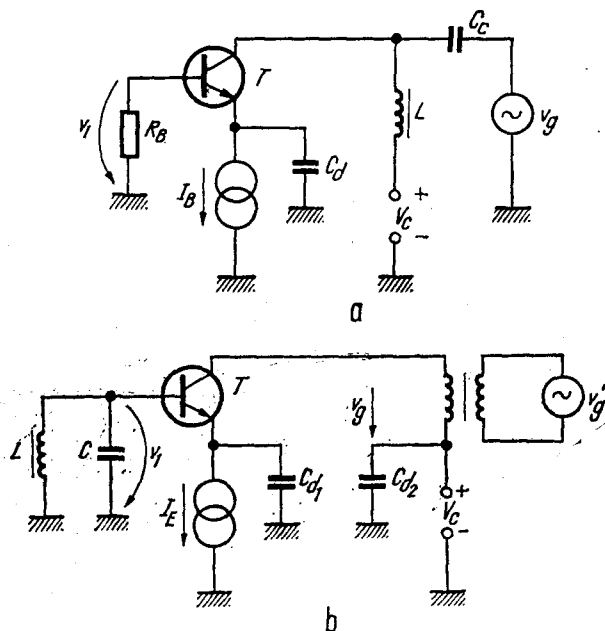 C_c
T
v_1
R_B
L
v_g
C_d
I_B
+
V_c
-
a
T
L
C
v_1
v_g
v_g'
C_d1
C_d2
I_E
+
V_c
-
b